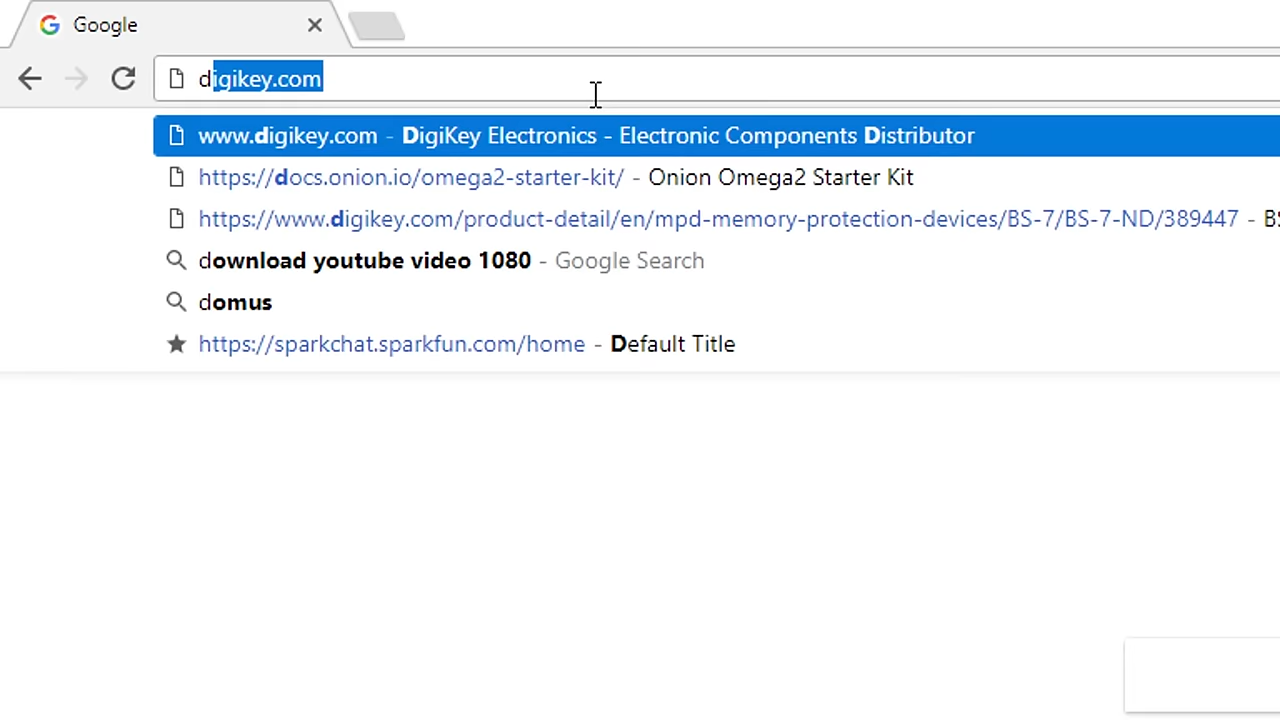 Google
digikey.com
www.digikey.com - DigiKey Electronics - Electronic Components Distributor
https://docs.onion.io/omega2-starter-kit/ - Onion Omega2 Starter Kit
https://www.digikey.com/product-detail/en/mpd-memory-protection-devices/BS-7/BS-7-ND/389447 -
download youtube video 1080 - Google Search
domus
https://sparkchat.sparkfun.com/home - Default Title